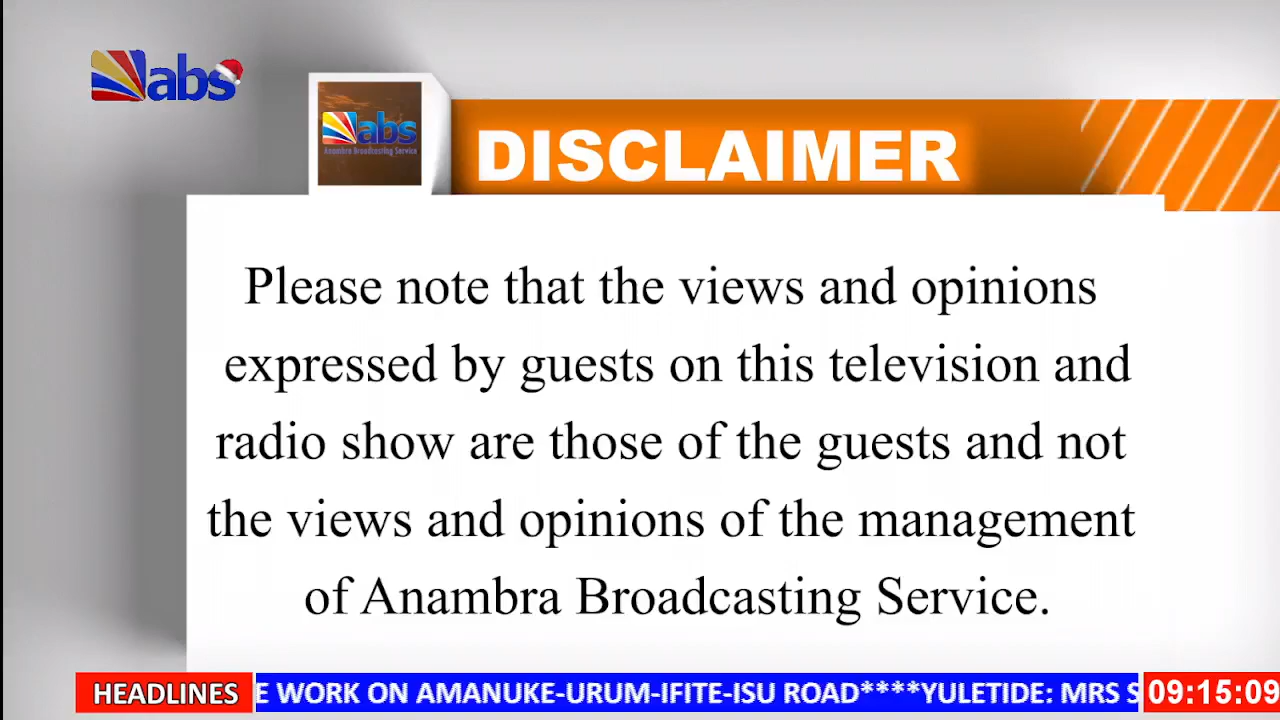 abs
abs
Anambra Broadcasting Service
DISCLAIMER
Please note that the views and opinions
expressed by guests on this television and
radio show are those of the guests and not
the views and opinions of the management
of Anambra Broadcasting Service.
HEADLINES
E WORK ON AMANUKE-URUM-IFITE-ISU ROAD****YULETIDE: MRS S
09:15:09